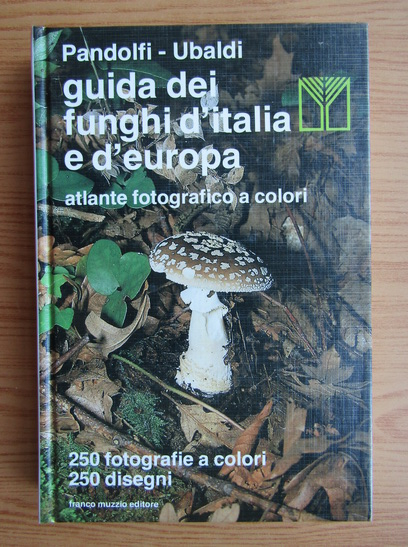 Pandolfi - Ubaldi
guida dei
funghi d'italia
e d'europa
atlante fotografico a colori
250 fotografie a colori
250 disegni
franco muzzio editore